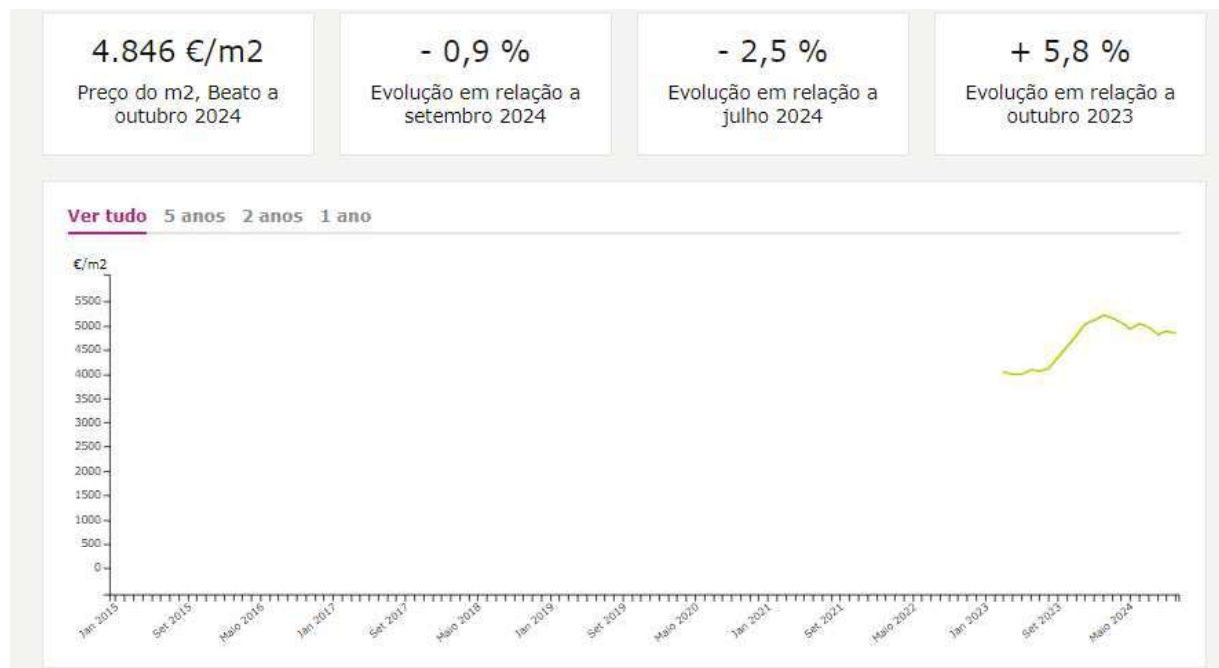 4.846 €/m2
Preço do m2, Beato a
outubro 2024
- 0,9 %
Evolução em relação a
setembro 2024
- 2,5 %
Evolução em relação a
julho 2024
+ 5,8 %
Evolução em relação a
outubro 2023
Ver tudo 5 anos 2 anos 1 ano
€/m2
5500
5000
4500
4000
3500
3000
2500
2000
1500
1000
500
0
Jan 2015
Set 2015
Maio 2016
Jan 2017
Set 2017
Maio 2018
Jan 2019
Set 2019
Maio 2020
Jan 2021
Set 2021
Maio 2022
Jan 2023
Set 2023
Maio 2024